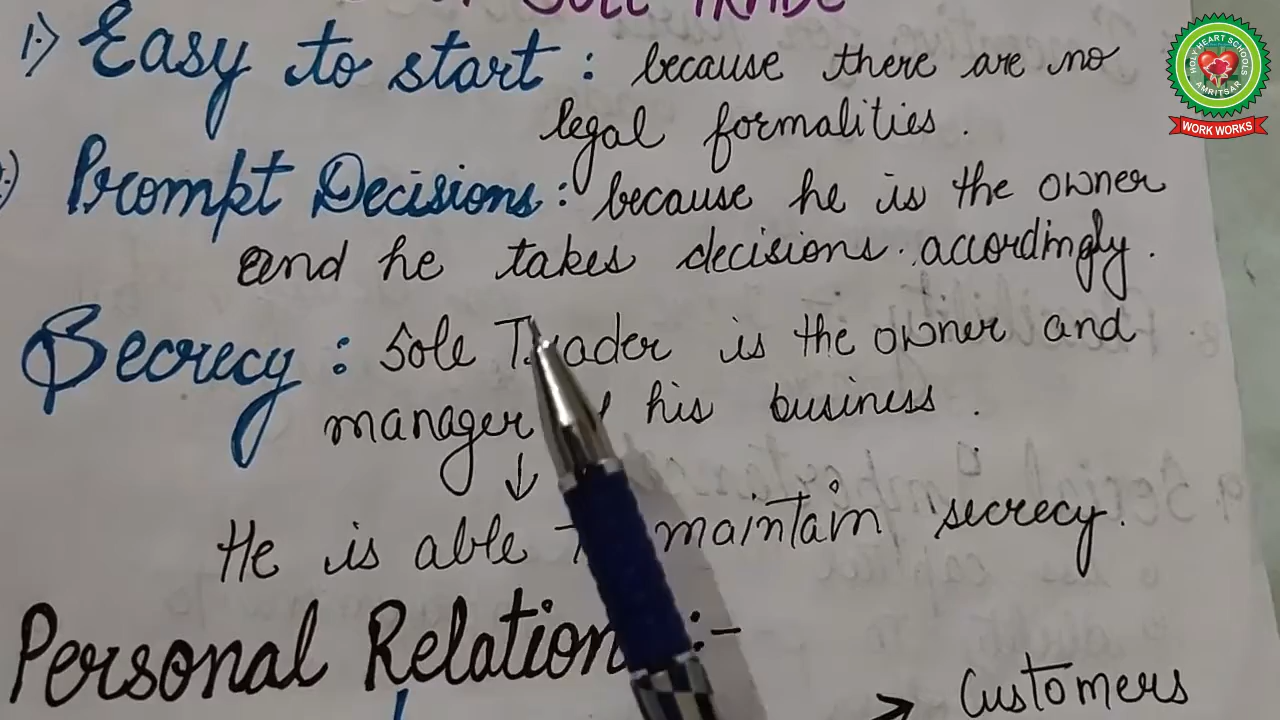 SOLE TRADE
1.) Easy to start : because there are no
legal formalities .
Prompt Decisions : because he is the owner
and he takes decisions accordingly .
Secrecy : Sole Trader is the owner and
manager his business .
↓
He is able maintain secrecy .
Personal Relation :-
→ Customers
HOLY HEART SCHOOLS
AMRITSAR
WORK WORKS